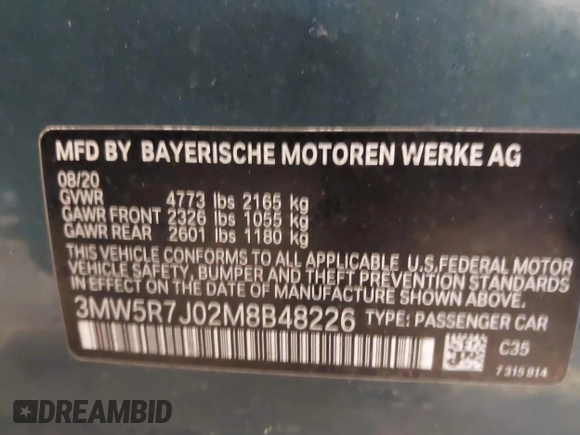 MFD BY BAYERISCHE MOTOREN WERKE AG
08/20
GVWR 4773 lbs 2165 kg
GAWR FRONT 2326 lbs 1055 kg
GAWR REAR 2601 lbs 1180 kg
THIS VEHICLE CONFORMS TO ALL APPLICABLE U.S.FEDERAL MOTOR
VEHICLE SAFETY, BUMPER AND THEFT PREVENTION STANDARDS
IN EFFECT ON THE DATE OF MANUFACTURE SHOWN ABOVE.
3MW5R7J02M8B48226 TYPE: PASSENGER CAR
C35
7 315 814
DREAMBID